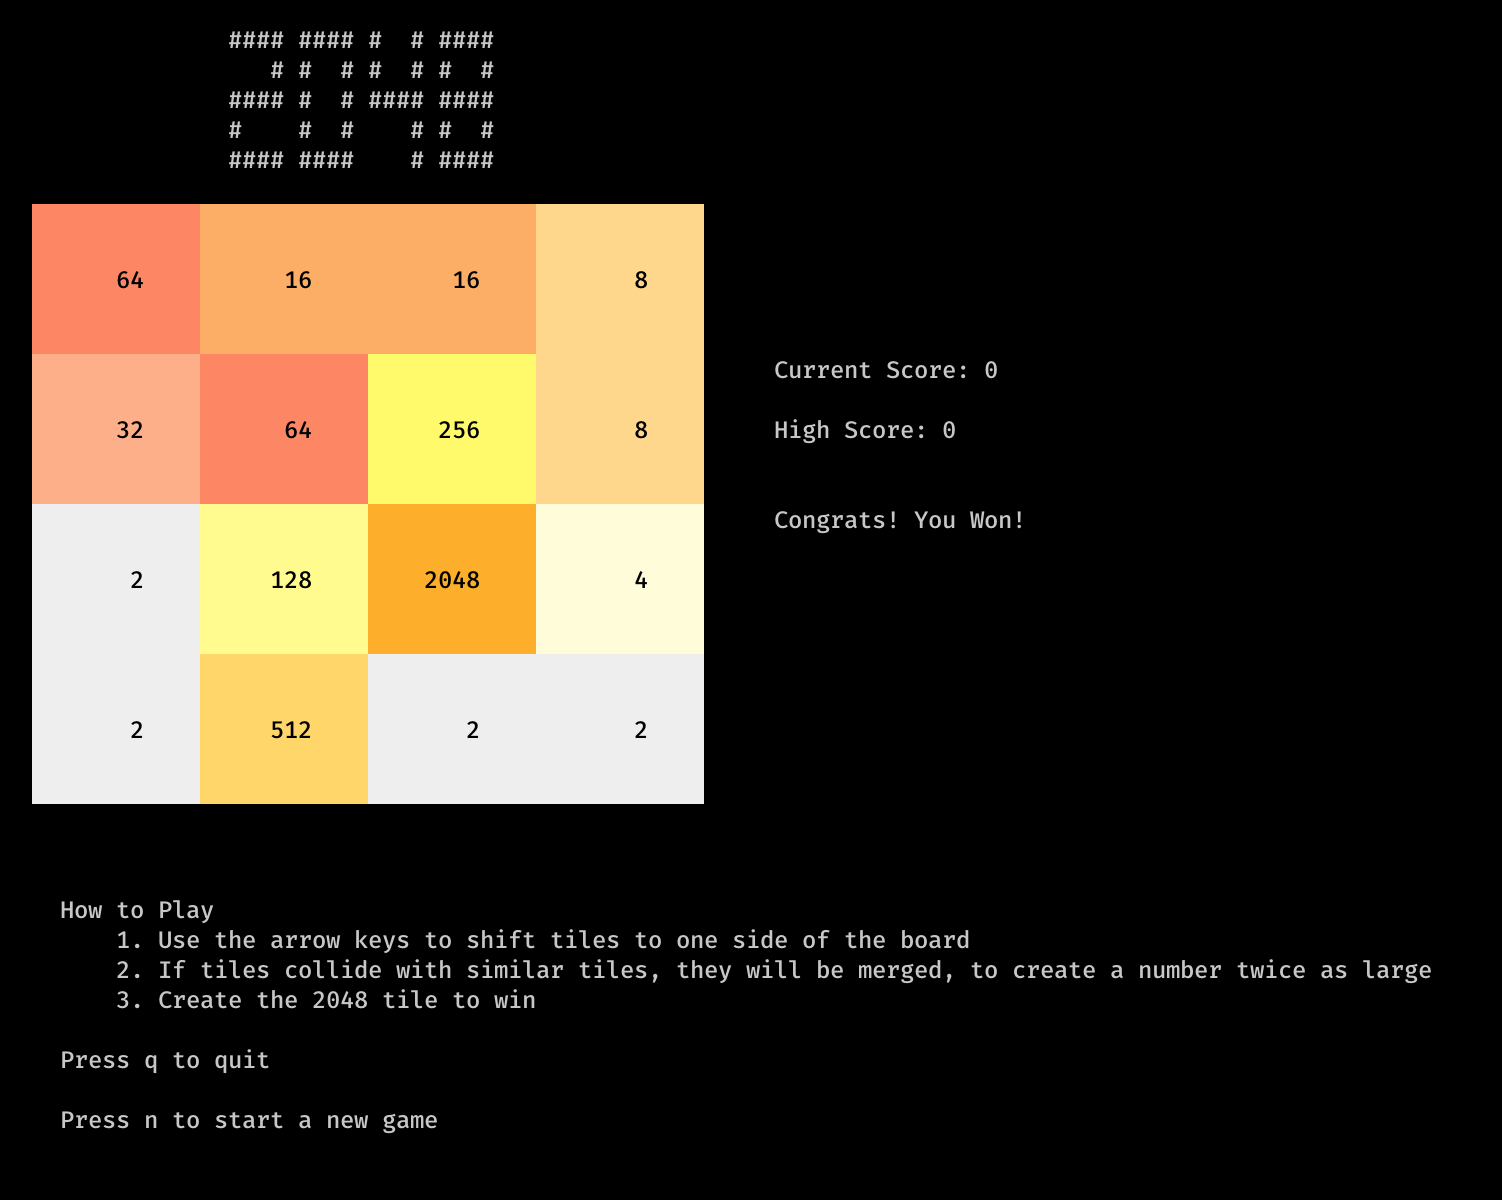 #### #### #  # ####
   # #  # #  # #  #
#### #  # #### ####
#    #  #    # #  #
#### ####    # ####
64 16 16 8
32 64 256 8
2 128 2048 4
2 512 2 2
Current Score: 0
High Score: 0
Congrats! You Won!
How to Play
1. Use the arrow keys to shift tiles to one side of the board
2. If tiles collide with similar tiles, they will be merged, to create a number twice as large
3. Create the 2048 tile to win
Press q to quit
Press n to start a new game